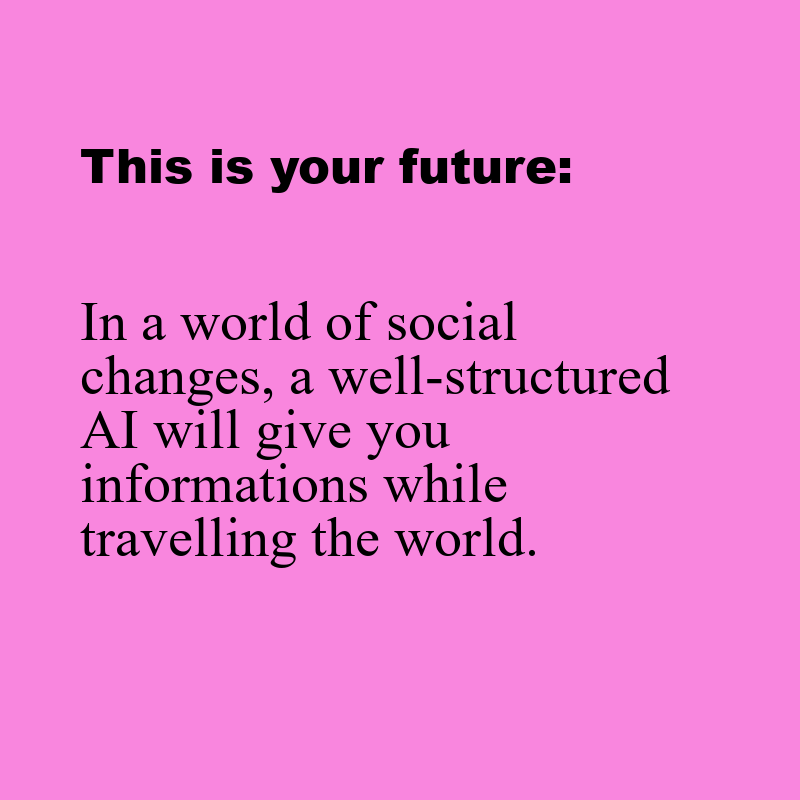 This is your future:
In a world of social
changes, a well-structured
AI will give you
informations while
travelling the world.